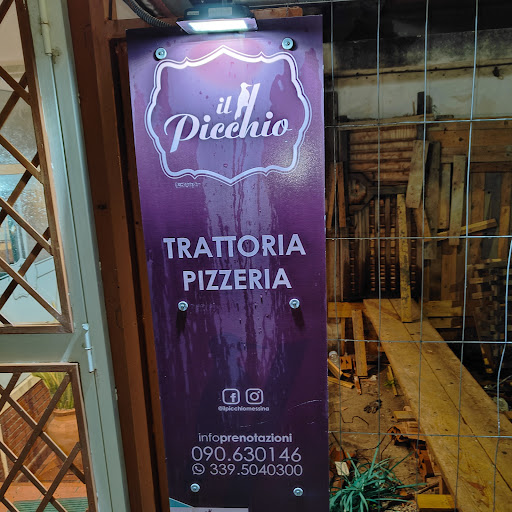 il
Picchio
TRATTORIA
PIZZERIA
@ilpicchiomessina
infoprenotazioni
090.630146
339.5040300